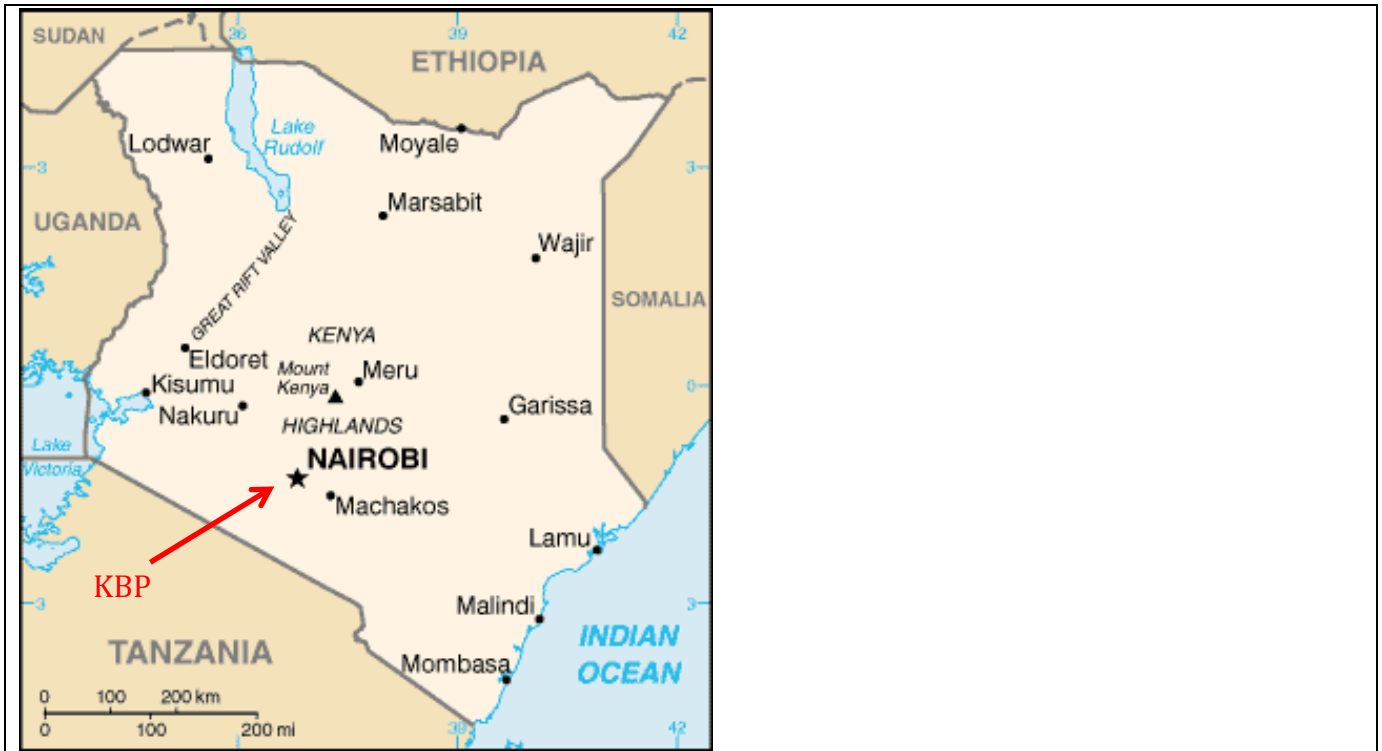 SUDAN
36
39
42
ETHIOPIA
Lake
Rudolf
Lodwar
Moyale
3
3
UGANDA
Marsabit
Wajir
GREAT RIFT VALLEY
SOMALIA
KENYA
Eldoret
Mount
Kenya
Meru
Kisumu
0
Nakuru
Garissa
HIGHLANDS
Lake
Victoria
NAIROBI
Machakos
Lamu
KBP
3
Malindi
3
INDIAN
OCEAN
TANZANIA
Mombasa
0 100 200 km
0 100 200 mi
39
42